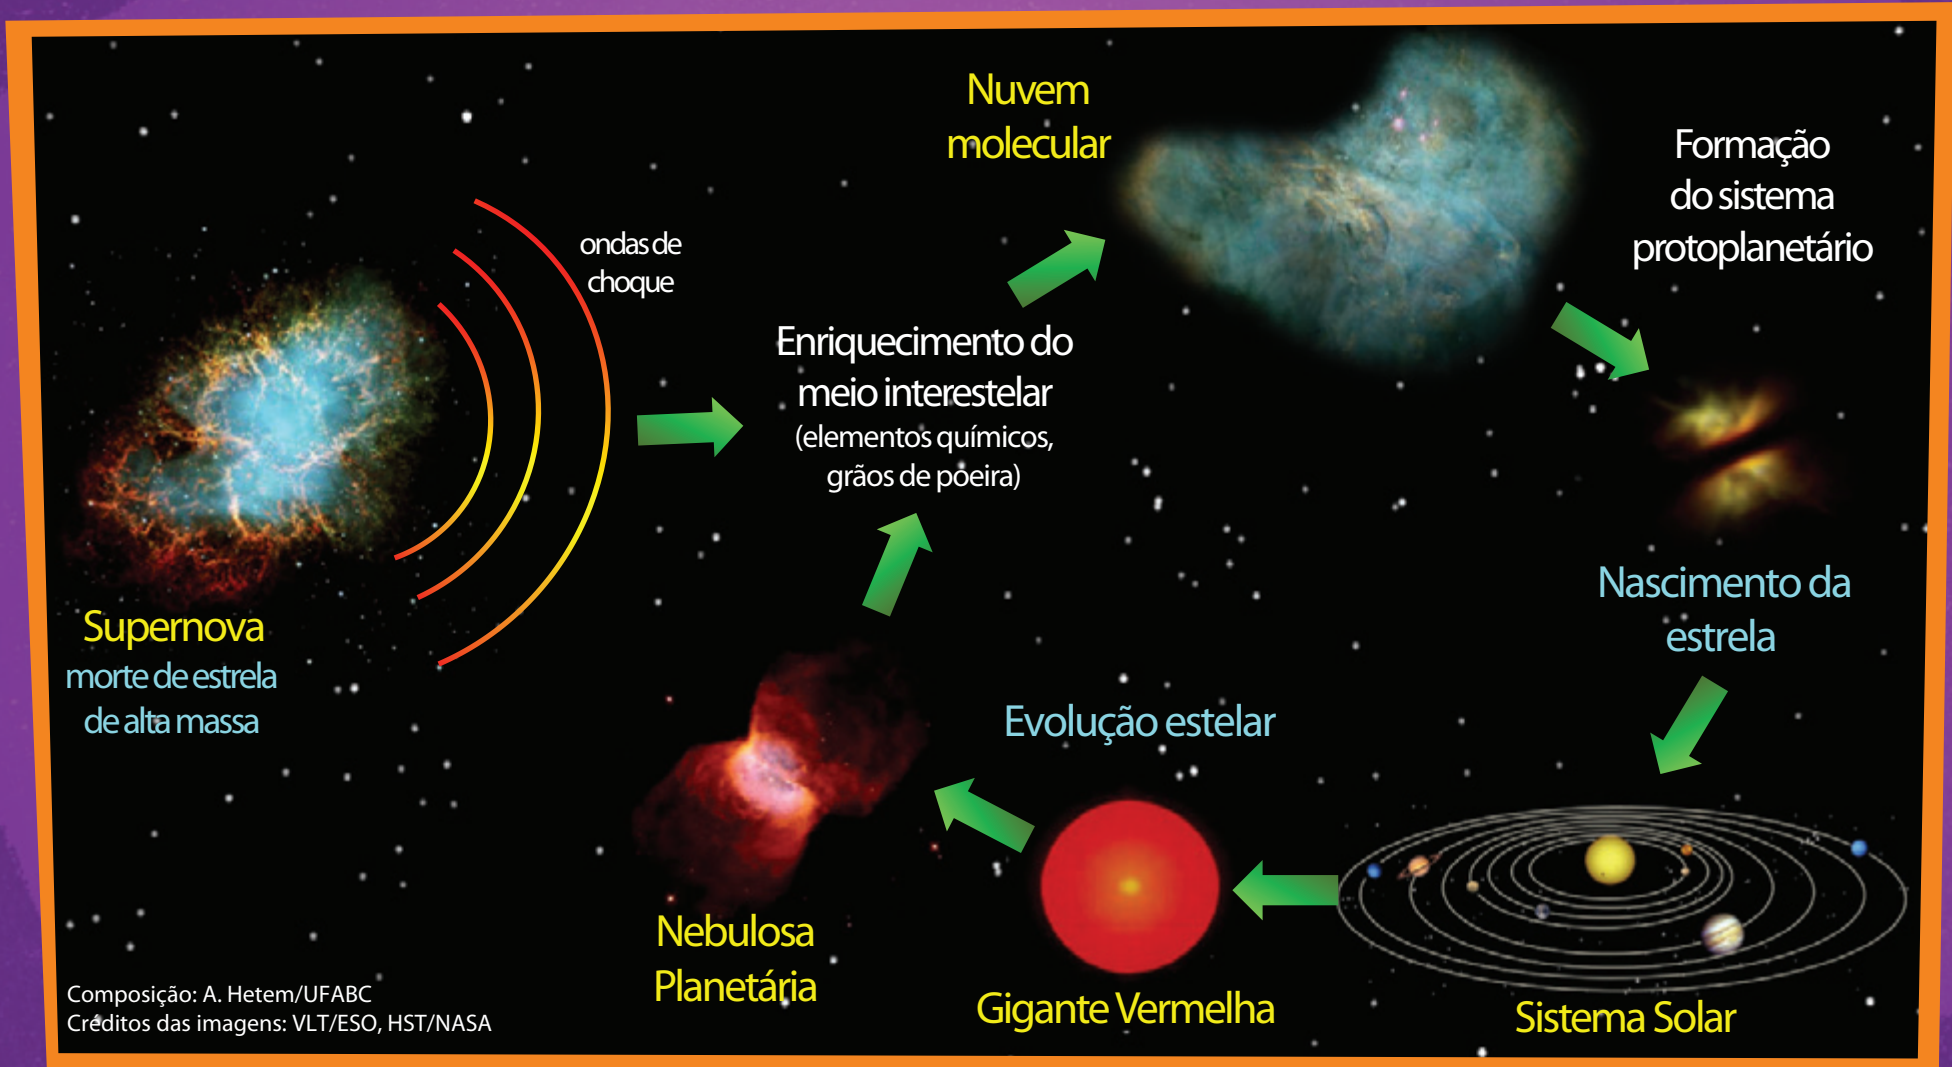 Nuvem
molecular
Formação
do sistema
protoplanetário
ondas de
choque
Enriquecimento do
meio interestelar
(elementos químicos,
grãos de poeira)
Supernova
morte de estrela
de alta massa
Nascimento da
estrela
Evolução estelar
Nebulosa
Planetária
Gigante Vermelha
Sistema Solar
Composição: A. Hetem/UFABC
Créditos das imagens: VLT/ESO, HST/NASA